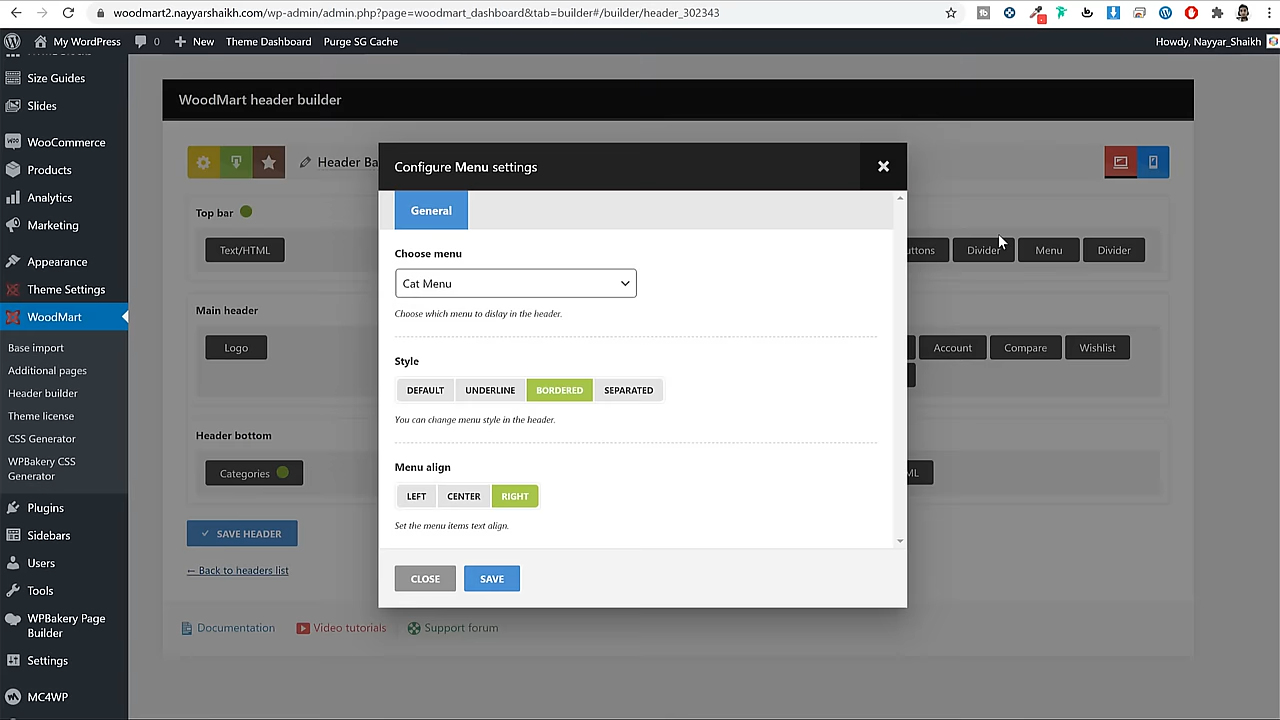 woodmart2.nayyarshaikh.com/wp-admin/admin.php?page=woodmart_dashboard&tab=builder#/builder/header_302343
My WordPress
0
New
Theme Dashboard
Purge SG Cache
Howdy, Nayyar_Shaikh
Size Guides
Slides
WooCommerce
Products
Analytics
Marketing
Appearance
Theme Settings
WoodMart
Base import
Additional pages
Header builder
Theme license
CSS Generator
WPBakery CSS
Generator
Plugins
Sidebars
Users
Tools
WPBakery Page
Builder
Settings
MC4WP
WoodMart header builder
Header Ba
Top bar
Text/HTML
uttons
Divider
Menu
Divider
Main header
Logo
Account
Compare
Wishlist
Header bottom
Categories
ML
SAVE HEADER
← Back to headers list
Documentation
Video tutorials
Support forum
Configure Menu settings
General
Choose menu
Cat Menu
Choose which menu to dislay in the header.
Style
DEFAULT
UNDERLINE
BORDERED
SEPARATED
You can change menu style in the header.
Menu align
LEFT
CENTER
RIGHT
Set the menu items text align.
CLOSE
SAVE